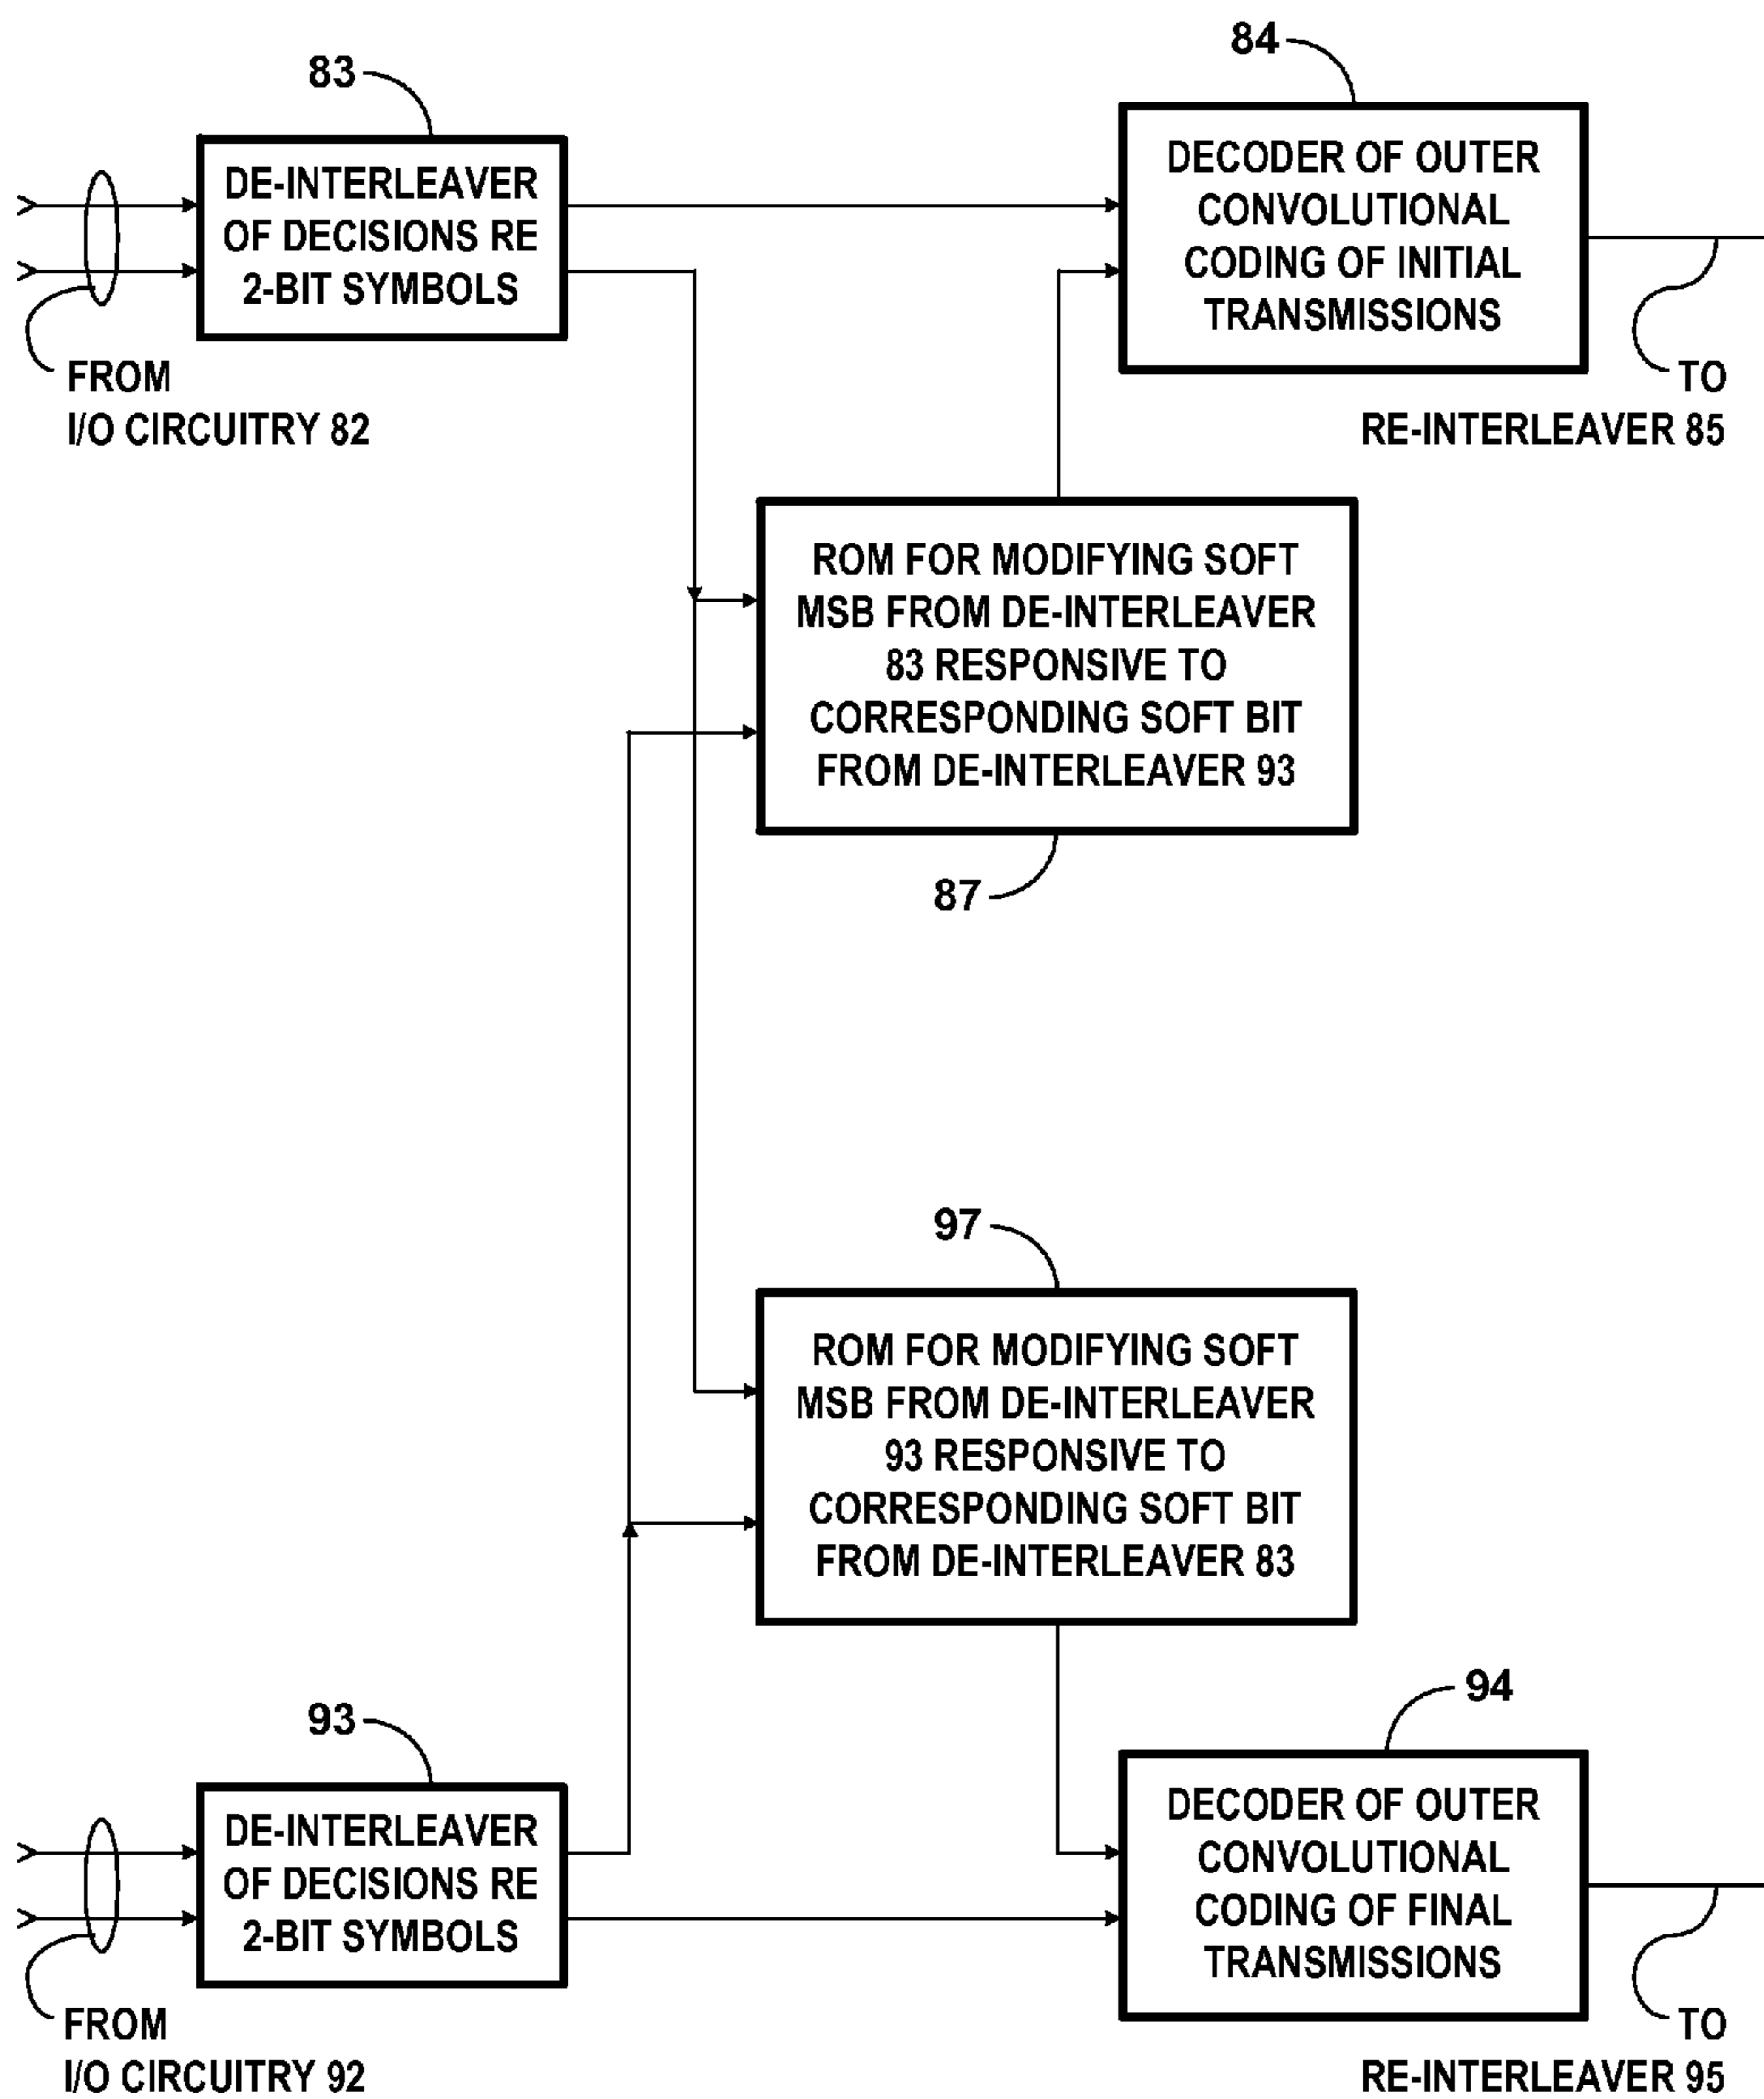 83
DE-INTERLEAVER
OF DECISIONS RE
2-BIT SYMBOLS
FROM
I/O CIRCUITRY 82
84
DECODER OF OUTER
CONVOLUTIONAL
CODING OF INITIAL
TRANSMISSIONS
TO
RE-INTERLEAVER 85
ROM FOR MODIFYING SOFT
MSB FROM DE-INTERLEAVER
83 RESPONSIVE TO
CORRESPONDING SOFT BIT
FROM DE-INTERLEAVER 93
87
97
ROM FOR MODIFYING SOFT
MSB FROM DE-INTERLEAVER
93 RESPONSIVE TO
CORRESPONDING SOFT BIT
FROM DE-INTERLEAVER 83
93
DE-INTERLEAVER
OF DECISIONS RE
2-BIT SYMBOLS
FROM
I/O CIRCUITRY 92
94
DECODER OF OUTER
CONVOLUTIONAL
CODING OF FINAL
TRANSMISSIONS
TO
RE-INTERLEAVER 95